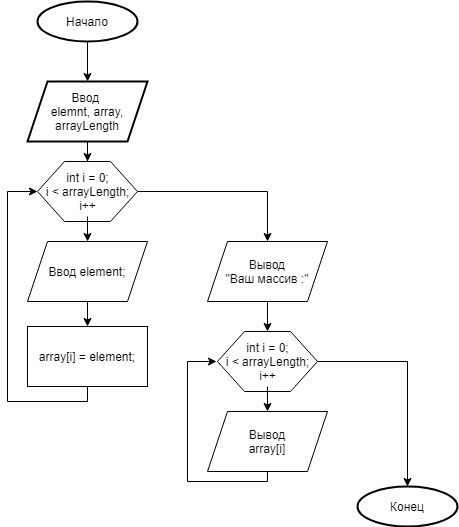 Начало
Ввод
elemnt, array,
arrayLength
int i = 0;
i < arrayLength;
i++
Ввод element;
array[i] = element;
Вывод
"Ваш массив :"
int i = 0;
i < arrayLength;
i++
Вывод
array[i]
Конец